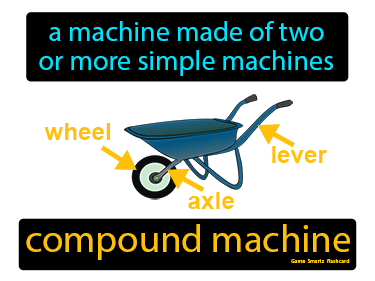 a machine made of two
or more simple machines
wheel
lever
axle
compound machine
Game Smartz Flashcard